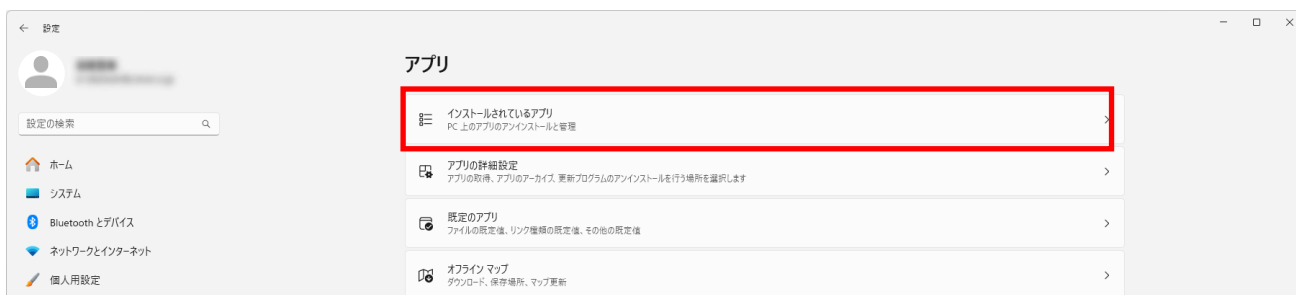 設定
アプリ
インストールされているアプリ
PC 上のアプリのアンインストールと管理
設定の検索
アプリの詳細設定
アプリの取得、アプリのアーカイブ、更新プログラムのアンインストールを行う場所を選択します
ホーム
システム
既定のアプリ
ファイルの既定値、リンク種類の既定値、その他の既定値
Bluetooth とデバイス
ネットワークとインターネット
オフライン マップ
ダウンロード、保存場所、マップ更新
個人用設定